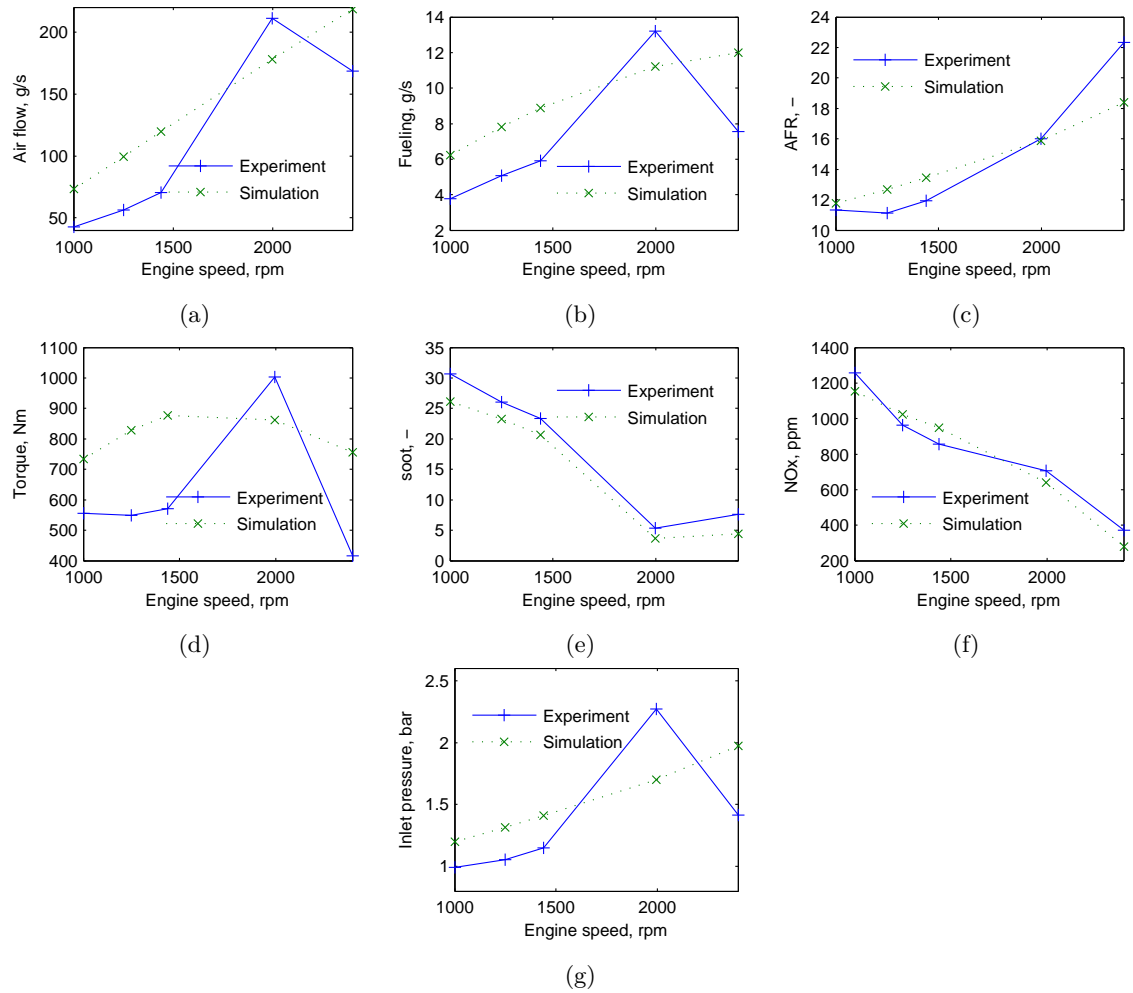 200
150
100
50
Air flow, g/s
Experiment
Simulation
1000 1500 2000
Engine speed, rpm
(a)
14
12
10
8
6
4
2
Fueling, g/s
Experiment
Simulation
1000 1500 2000
Engine speed, rpm
(b)
24
22
20
18
16
14
12
10
AFR, –
Experiment
Simulation
1000 1500 2000
Engine speed, rpm
(c)
1100
1000
900
800
700
600
500
400
Torque, Nm
Experiment
Simulation
1000 1500 2000
Engine speed, rpm
(d)
35
30
25
20
15
10
5
0
soot, –
Experiment
Simulation
1000 1500 2000
Engine speed, rpm
(e)
1400
1200
1000
800
600
400
200
NOx, ppm
Experiment
Simulation
1000 1500 2000
Engine speed, rpm
(f)
2.5
2
1.5
1
Inlet pressure, bar
Experiment
Simulation
1000 1500 2000
Engine speed, rpm
(g)